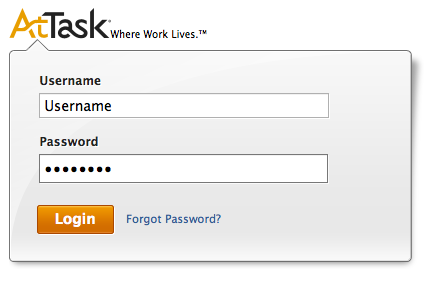 AtTask Where Work Lives.™
Username
Username
Password
••••••••
Login Forgot Password?